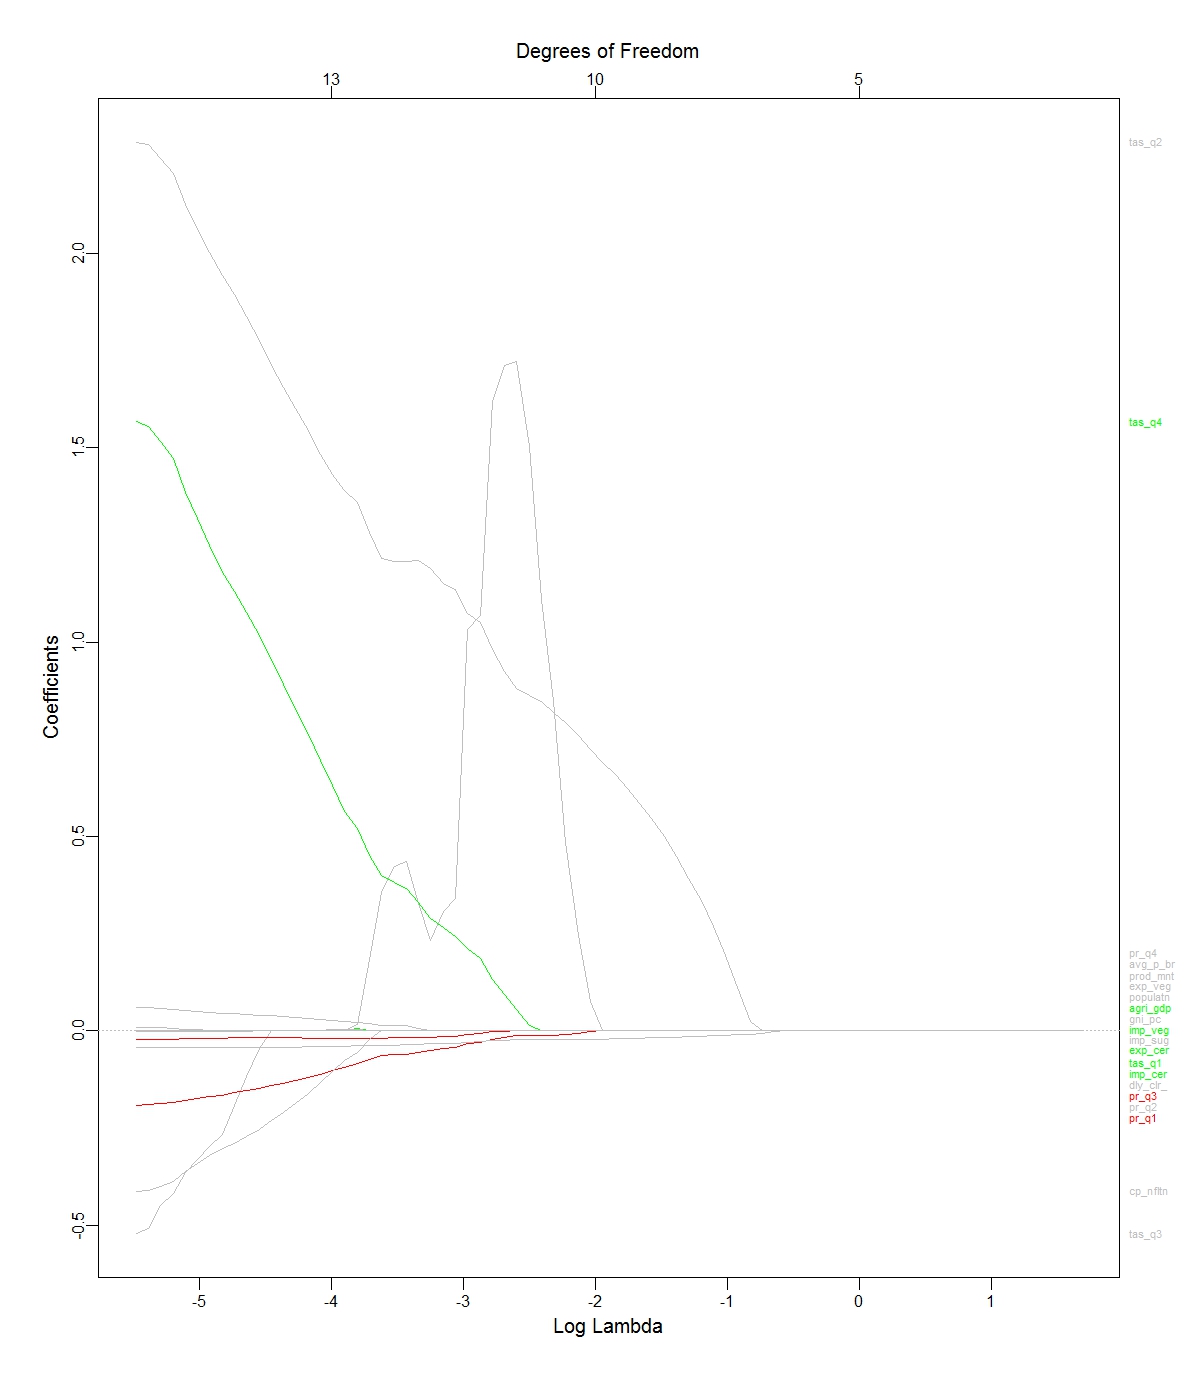 Degrees of Freedom
13 10 5
Coefficients
2.0
1.5
1.0
0.5
0.0
-0.5
tas_q2
tas_q4
pr_q4
avg_p_br
prod_mnt
exp_veg
populatn
agri_gdp
gni_pc
imp_veg
imp_sug
exp_cer
tas_q1
imp_cer
dly_clr_
pr_q3
pr_q2
pr_q1
cp_nfltn
tas_q3
-5 -4 -3 -2 -1 0 1
Log Lambda